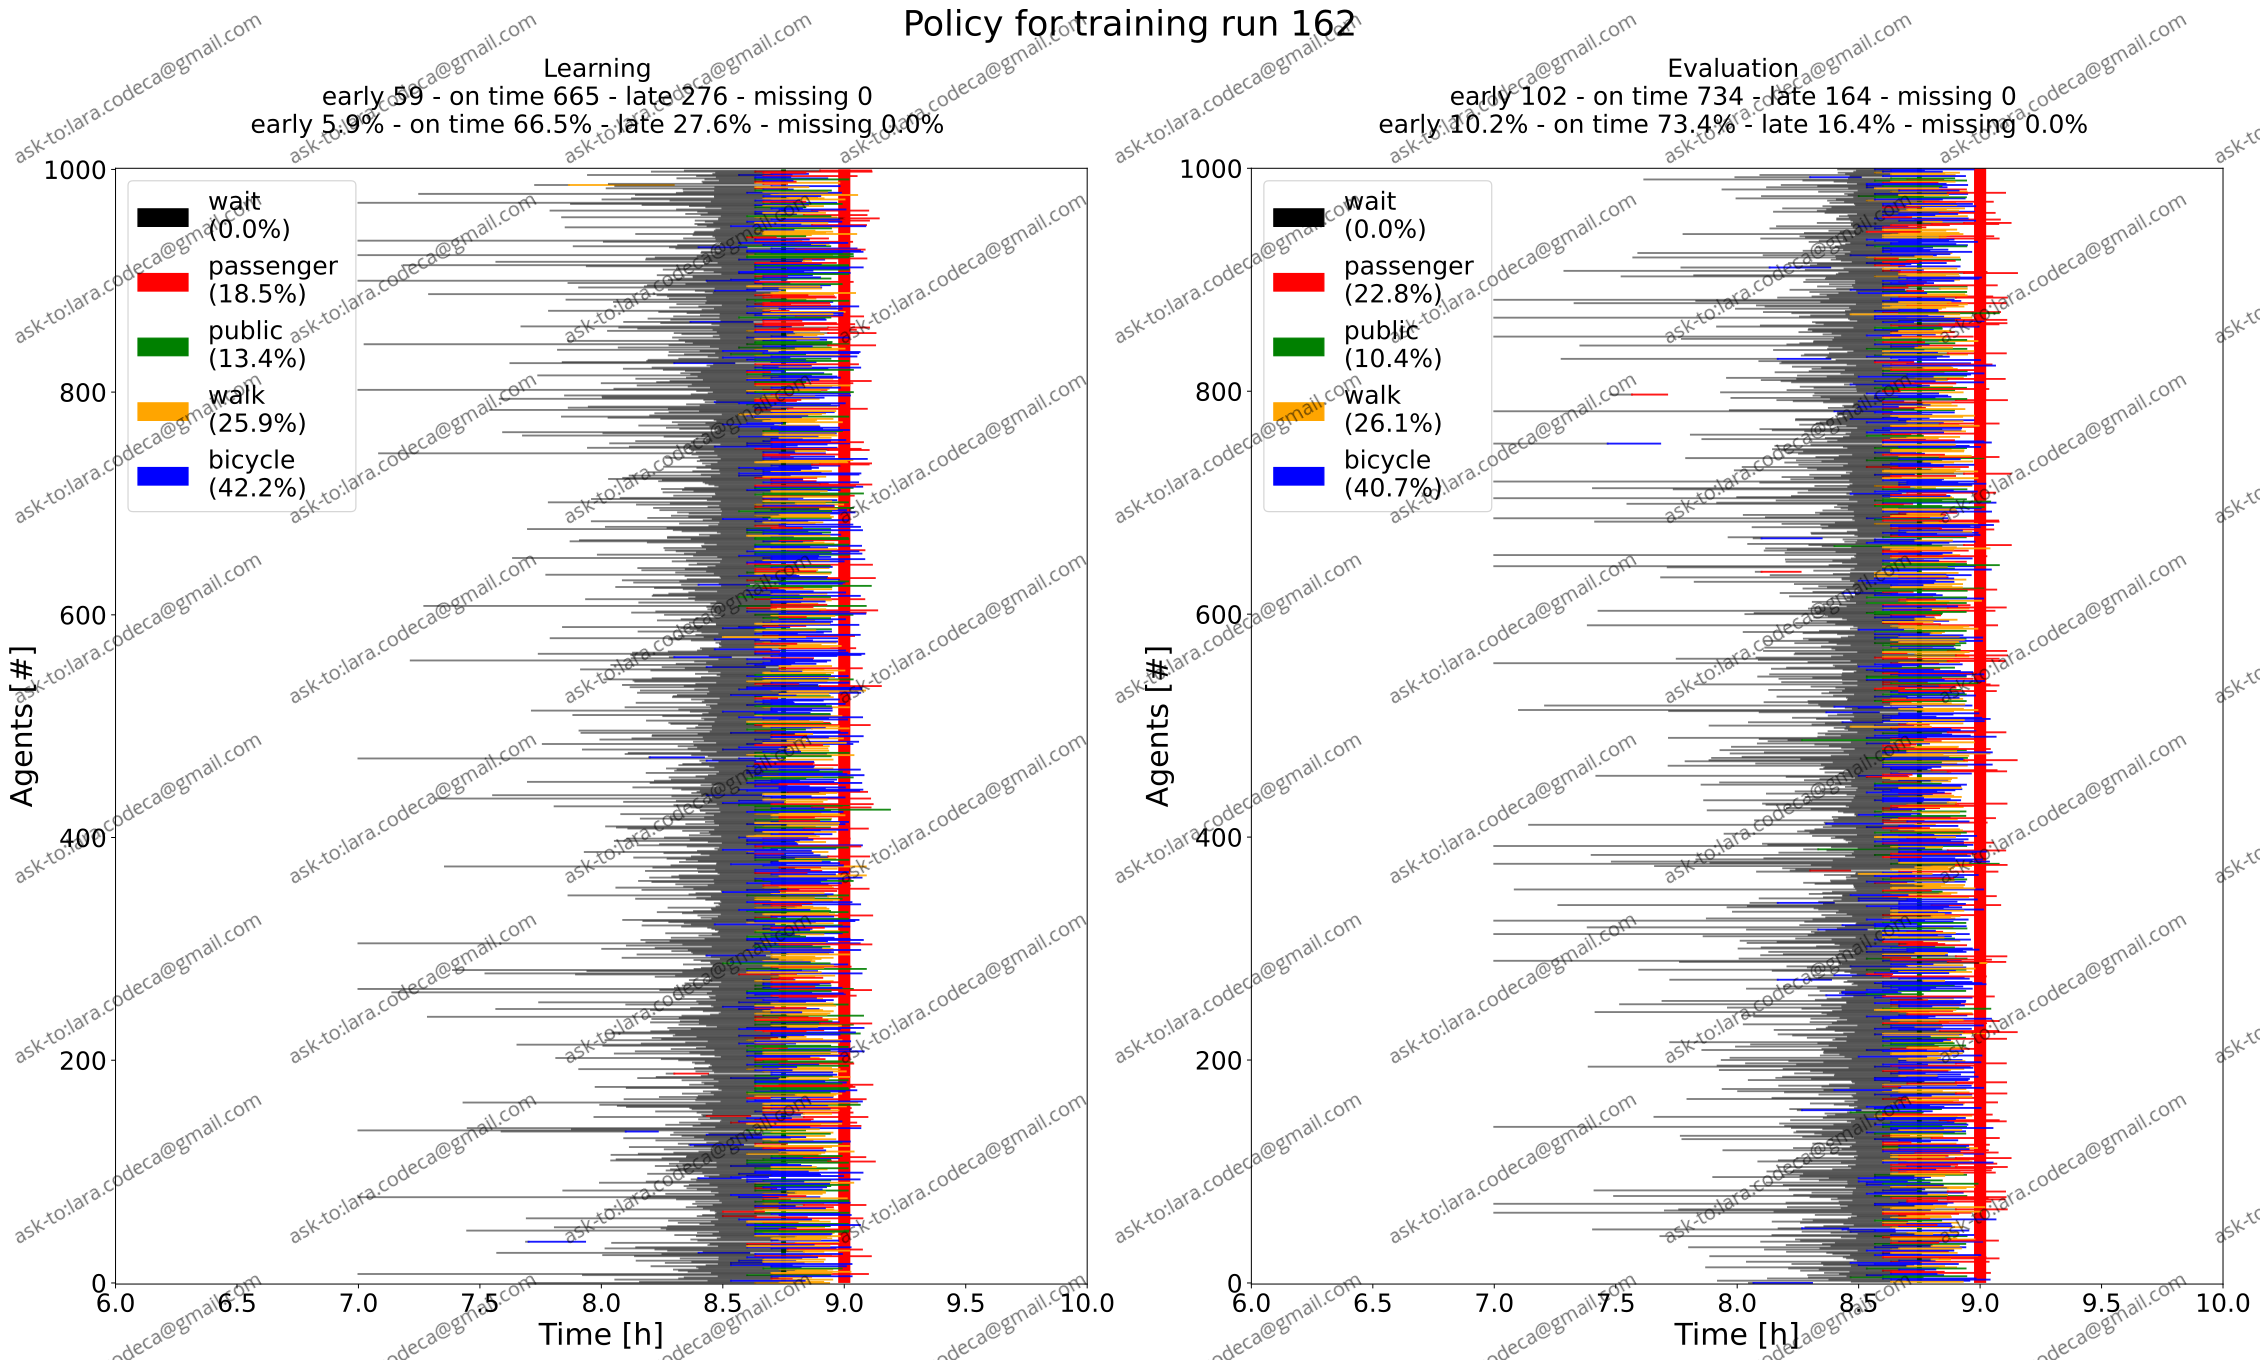 Policy for training run 162
Learning
early 59 - on time 665 - late 276 - missing 0
early 5.9% - on time 66.5% - late 27.6% - missing 0.0%
1000
800
600
400
200
0
Agents [#]
wait
(0.0%)
passenger
(18.5%)
public
(13.4%)
walk
(25.9%)
bicycle
(42.2%)
6.0 6.5 7.0 7.5 8.0 8.5 9.0 9.5 10.0
Time [h]
Evaluation
early 102 - on time 734 - late 164 - missing 0
early 10.2% - on time 73.4% - late 16.4% - missing 0.0%
1000
800
600
400
200
0
Agents [#]
wait
(0.0%)
passenger
(22.8%)
public
(10.4%)
walk
(26.1%)
bicycle
(40.7%)
6.0 6.5 7.0 7.5 8.0 8.5 9.0 9.5 10.0
Time [h]
ask-to:lara.codeca@gmail.com